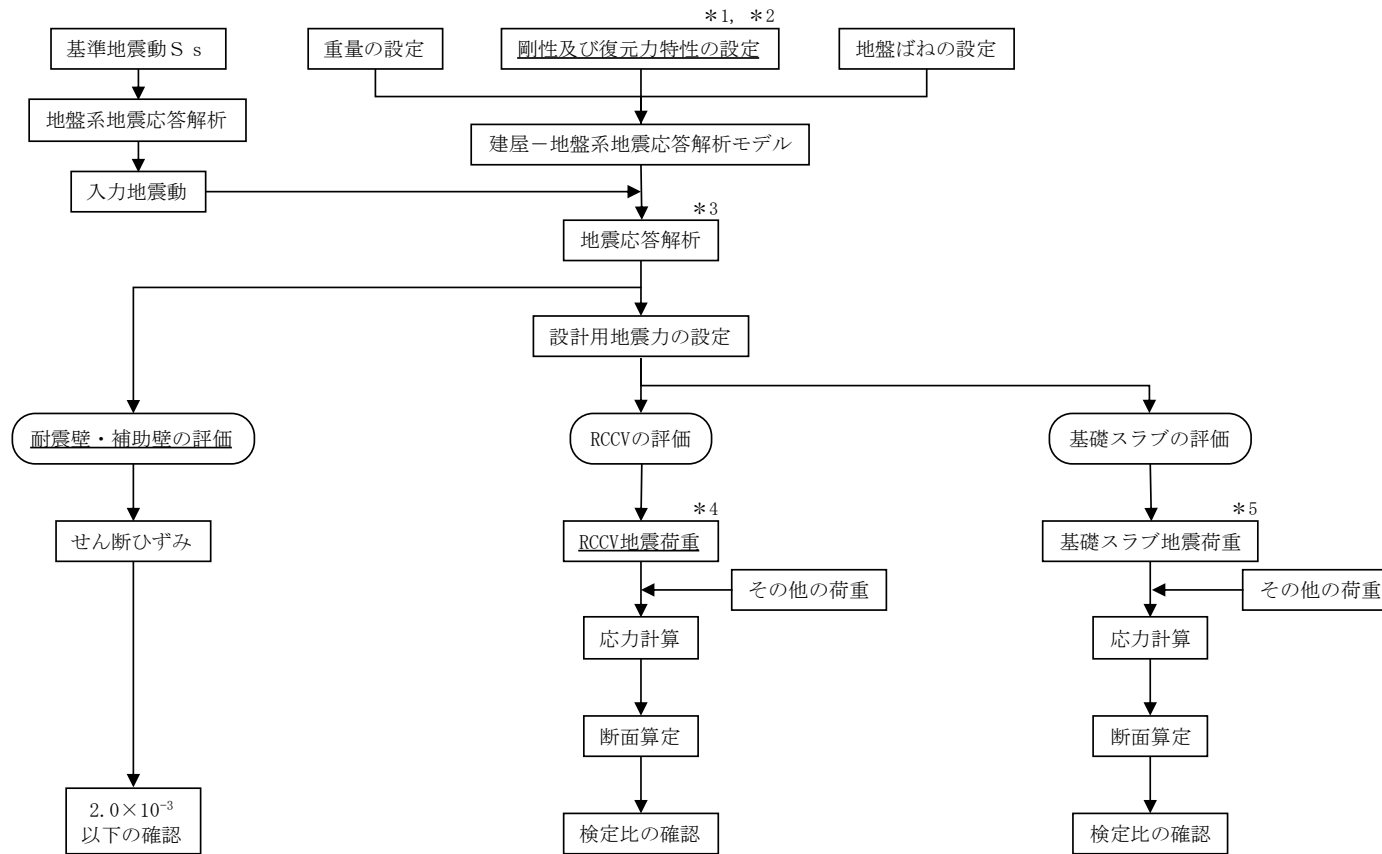 *1, *2
基準地震動Ｓｓ
重量の設定
剛性及び復元力特性の設定
地盤ばねの設定
地盤系地震応答解析
建屋－地盤系地震応答解析モデル
入力地震動
*3
地震応答解析
設計用地震力の設定
耐震壁・補助壁の評価
RCCVの評価
基礎スラブの評価
*4
*5
せん断ひずみ
RCCV地震荷重
基礎スラブ地震荷重
その他の荷重
その他の荷重
応力計算
応力計算
断面算定
断面算定
2.0×10⁻³
以下の確認
検定比の確認
検定比の確認